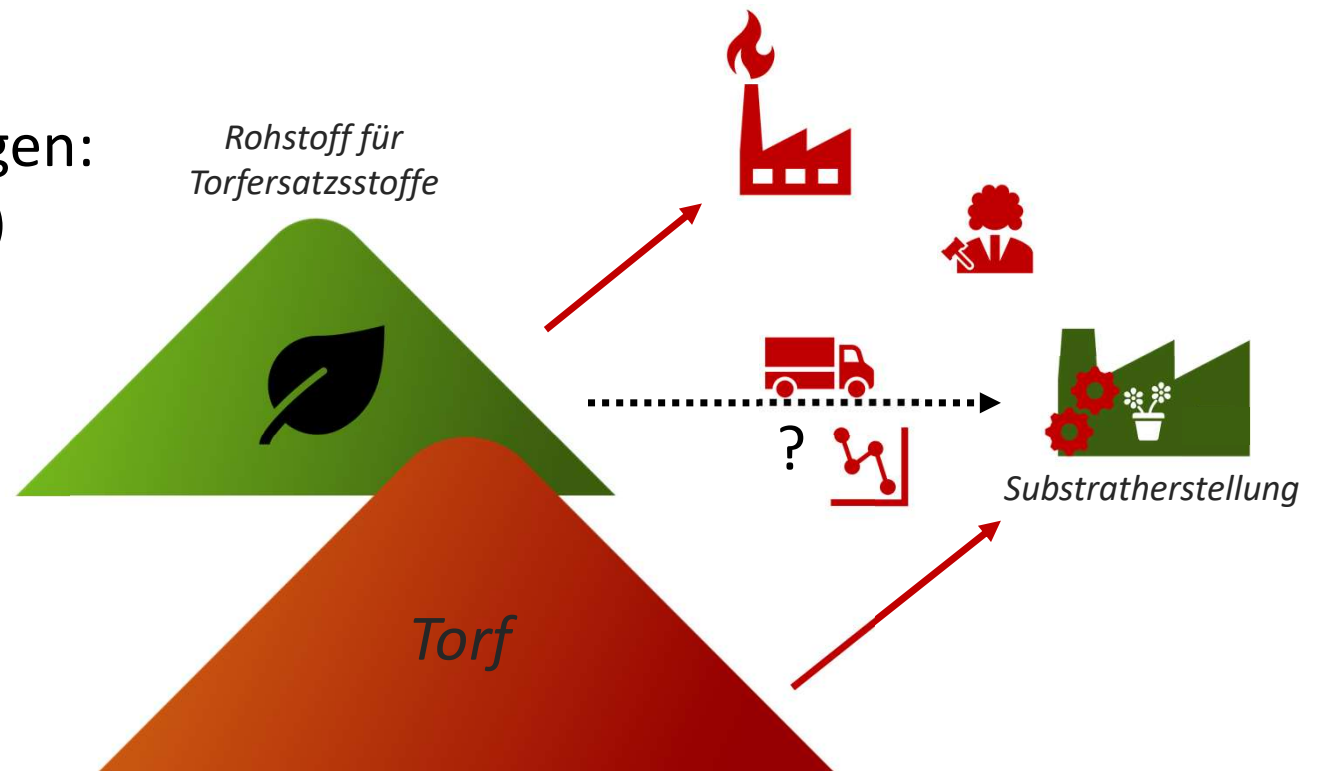 gen:
)
Rohstoff für
Torfersatzsstoffe
?
Substratherstellung
Torf